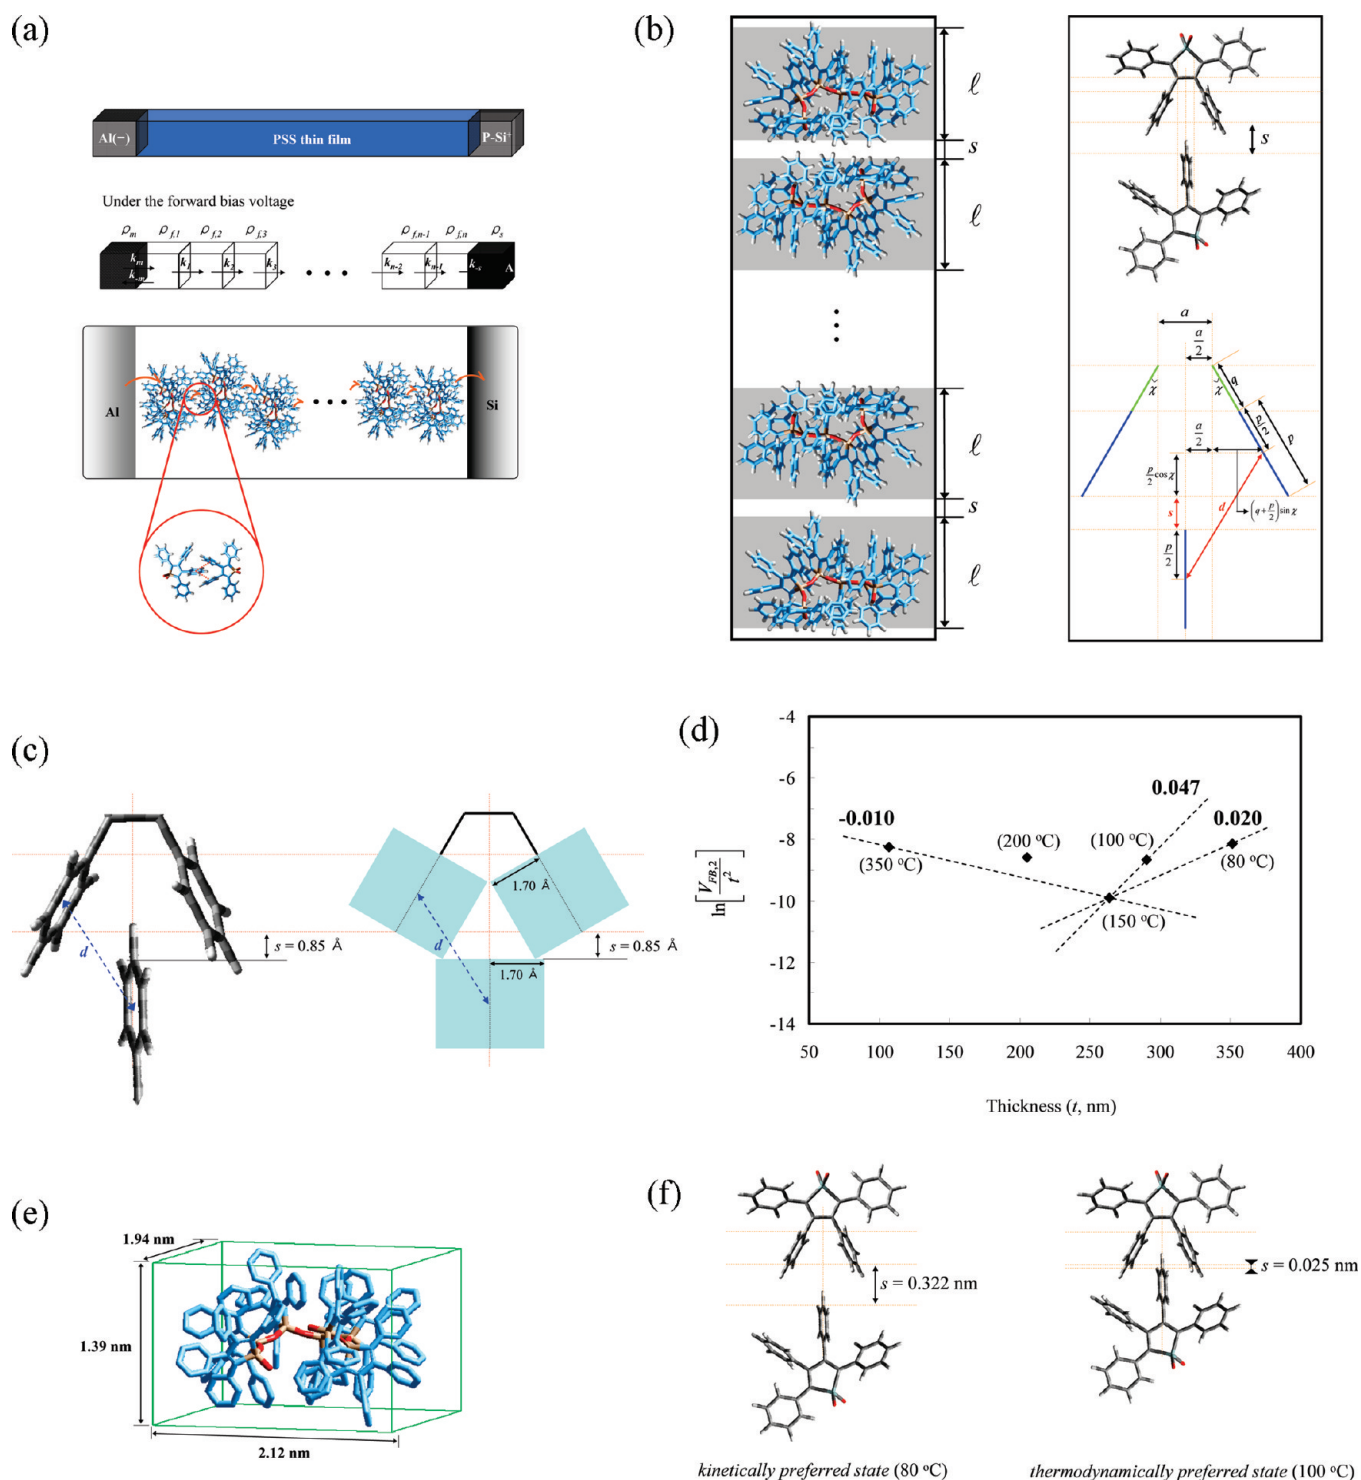 (a)
Al(−)
PSS thin film
P-Si⁺
Under the forward bias voltage
ρm ρf,1 ρf,2 ρf,3 ρf,n-1 ρf,n ρs
km k1 k2 k3 • • • kn-2 kn-1 k-s A
k-m
Al
• • •
Si
(b)
ℓ
s
ℓ
ℓ
s
ℓ
s
a
a/2
χ
χ
q
p/2
p
a/2
p/2 cos χ
s
d
(q + p/2) sin χ
p/2
(c)
d
s = 0.85 Å
1.70 Å
d
s = 0.85 Å
1.70 Å
(d)
-4
-6
-8
-10
-12
-14
ln[VFB,2/t²]
-0.010
(350 °C)
(200 °C)
0.047
(100 °C)
0.020
(80 °C)
(150 °C)
50 100 150 200 250 300 350 400
Thickness (t, nm)
(e)
1.94 nm
1.39 nm
2.12 nm
(f)
s = 0.322 nm
s = 0.025 nm
kinetically preferred state (80 °C)
thermodynamically preferred state (100 °C)